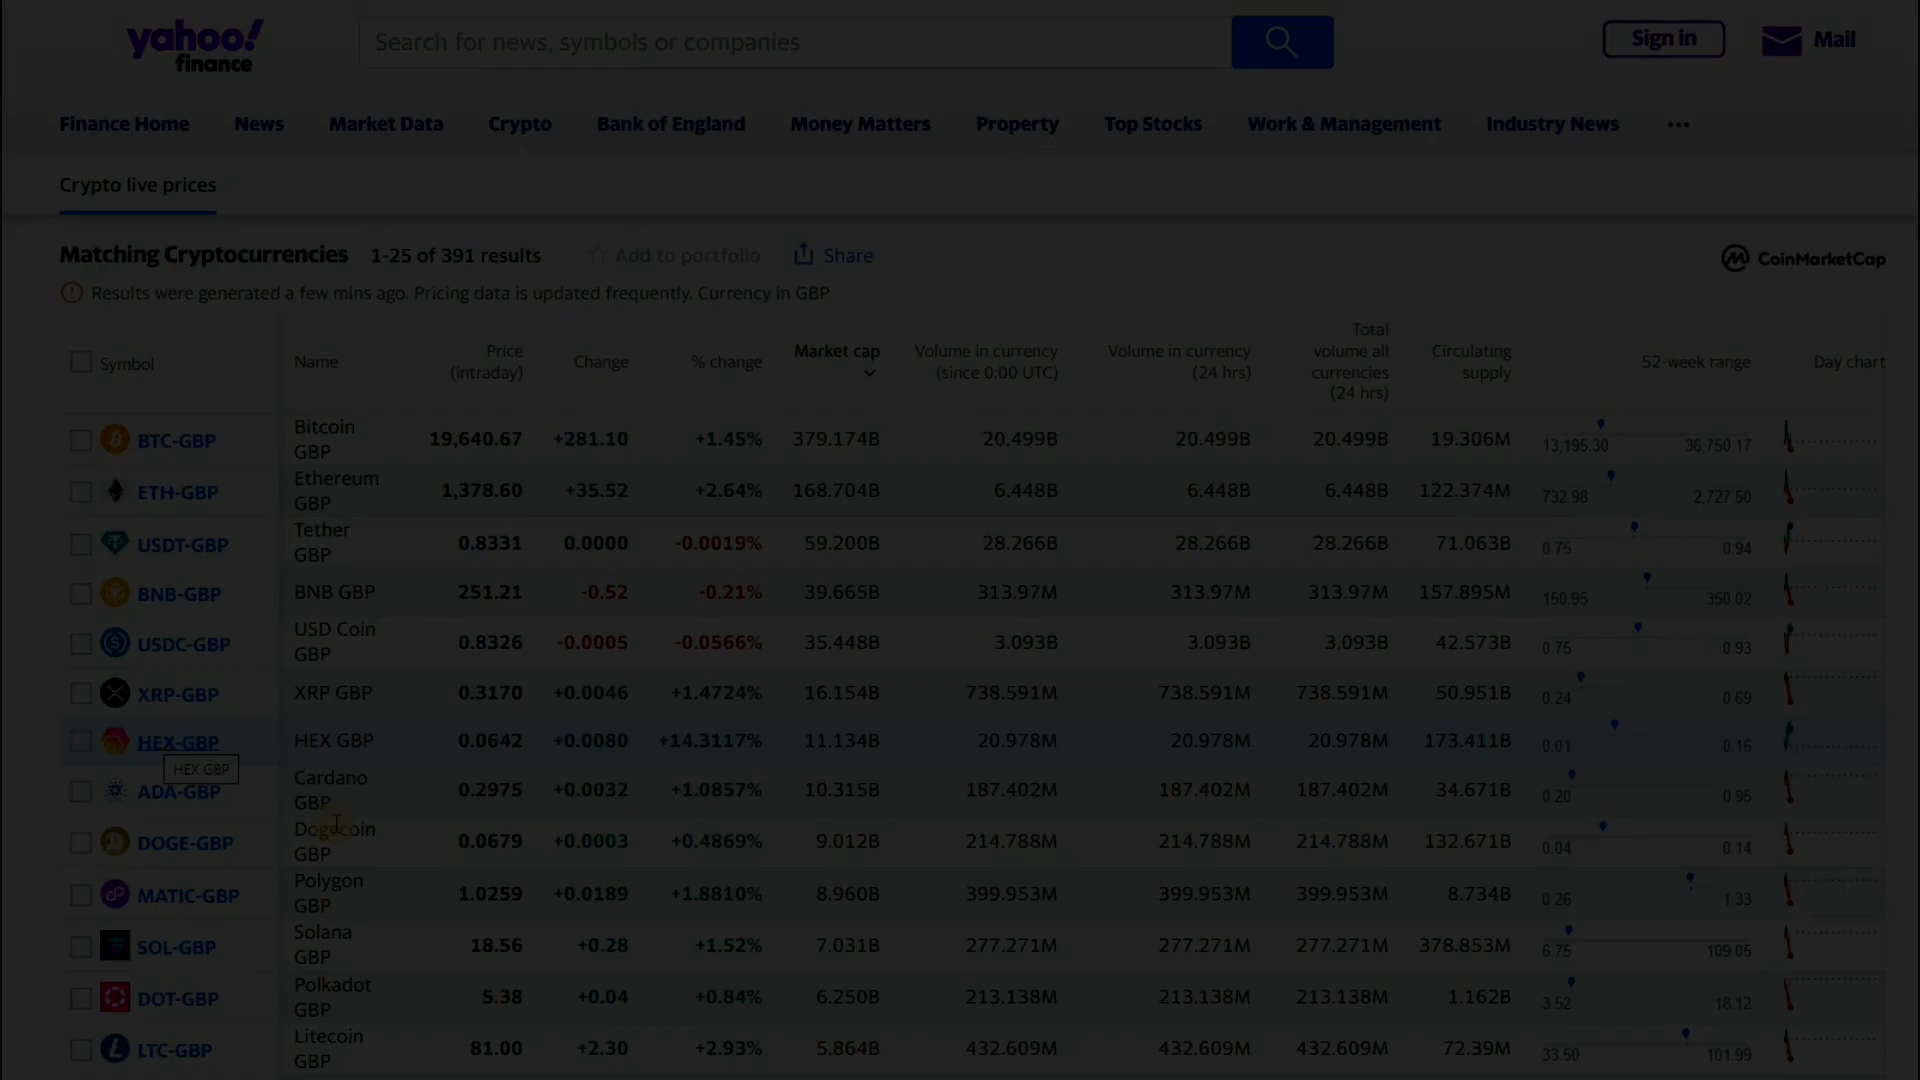 yahoo!
finance
Search for news, symbols or companies
Sign in
Mail
Finance Home News Market Data Crypto Bank of England Money Matters Property Top Stocks Work & Management Industry News •••
Crypto live prices
Matching Cryptocurrencies 1-25 of 391 results Add to portfolio Share
CoinMarketCap
Results were generated a few mins ago. Pricing data is updated frequently. Currency in GBP
Symbol Name Price (intraday) Change % change Market cap Volume in currency (since 0:00 UTC) Volume in currency (24 hrs) Total volume all currencies (24 hrs) Circulating supply 52-week range Day chart
BTC-GBP Bitcoin GBP 19,640.67 +281.10 +1.45% 379.174B 20.499B 20.499B 20.499B 19.306M 13,195.30 36,750.17
ETH-GBP Ethereum GBP 1,378.60 +35.52 +2.64% 168.704B 6.448B 6.448B 6.448B 122.374M 732.98 2,727.50
USDT-GBP Tether GBP 0.8331 0.0000 -0.0019% 59.200B 28.266B 28.266B 28.266B 71.063B 0.75 0.94
BNB-GBP BNB GBP 251.21 -0.52 -0.21% 39.665B 313.97M 313.97M 313.97M 157.895M 150.95 350.02
USDC-GBP USD Coin GBP 0.8326 -0.0005 -0.0566% 35.448B 3.093B 3.093B 3.093B 42.573B 0.75 0.93
XRP-GBP XRP GBP 0.3170 +0.0046 +1.4724% 16.154B 738.591M 738.591M 738.591M 50.951B 0.24 0.69
HEX-GBP HEX GBP 0.0642 +0.0080 +14.3117% 11.134B 20.978M 20.978M 20.978M 173.411B 0.01 0.16
HEX GBP
ADA-GBP Cardano GBP 0.2975 +0.0032 +1.0857% 10.315B 187.402M 187.402M 187.402M 34.671B 0.20 0.95
DOGE-GBP Dogecoin GBP 0.0679 +0.0003 +0.4869% 9.012B 214.788M 214.788M 214.788M 132.671B 0.04 0.14
MATIC-GBP Polygon GBP 1.0259 +0.0189 +1.8810% 8.960B 399.953M 399.953M 399.953M 8.734B 0.26 1.33
SOL-GBP Solana GBP 18.56 +0.28 +1.52% 7.031B 277.271M 277.271M 277.271M 378.853M 6.75 109.05
DOT-GBP Polkadot GBP 5.38 +0.04 +0.84% 6.250B 213.138M 213.138M 213.138M 1.162B 3.52 18.12
LTC-GBP Litecoin GBP 81.00 +2.30 +2.93% 5.864B 432.609M 432.609M 432.609M 72.39M 33.50 101.99